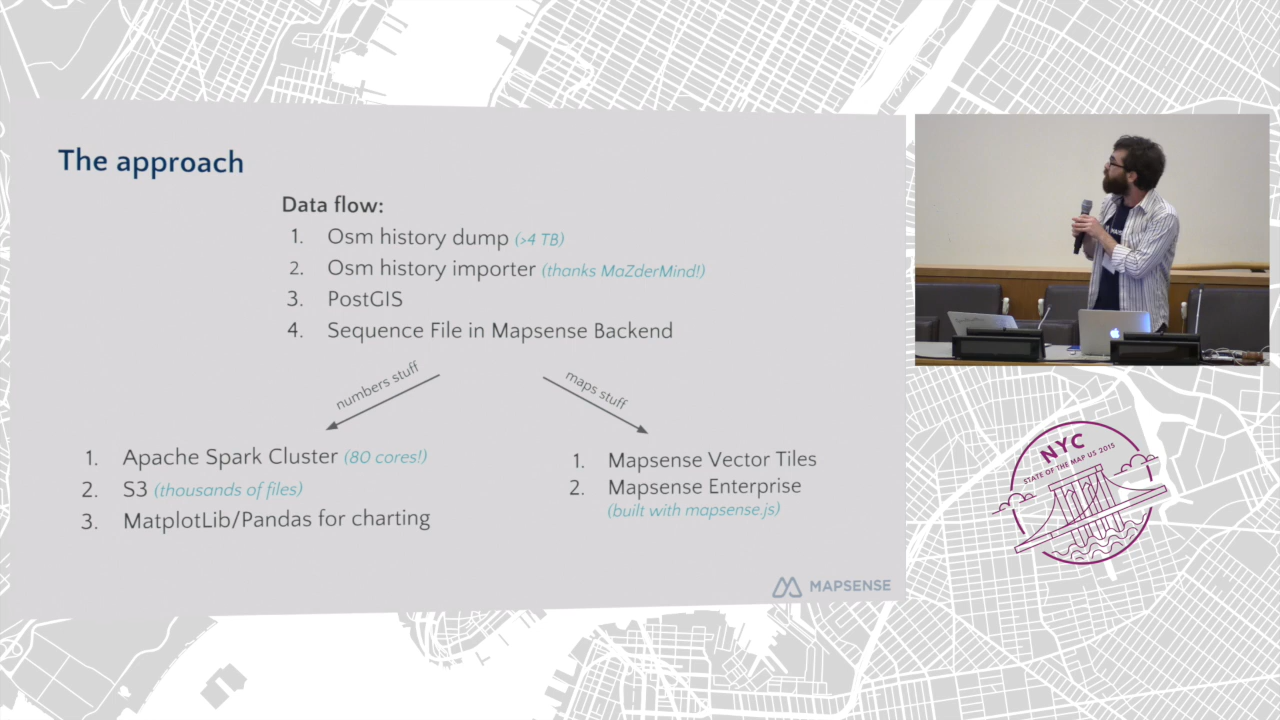 The approach
Data flow:
1. Osm history dump (>4 TB)
2. Osm history importer (thanks MaZderMind!)
3. PostGIS
4. Sequence File in Mapsense Backend
numbers stuff
maps stuff
1. Apache Spark Cluster (80 cores!)
2. S3 (thousands of files)
3. MatplotLib/Pandas for charting
1. Mapsense Vector Tiles
2. Mapsense Enterprise
(built with mapsense.js)
MAPSENSE
NYC
STATE OF THE MAP US 2015